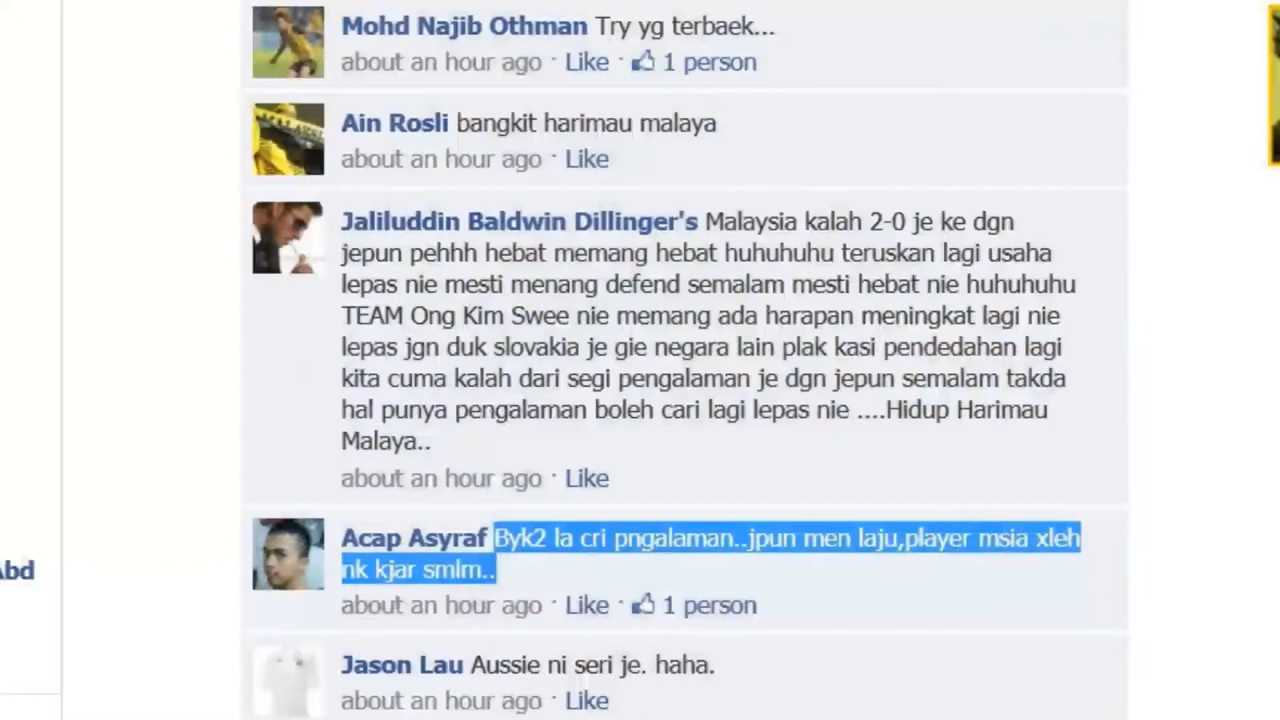 Mohd Najib Othman Try yg terbaek...
about an hour ago · Like · 1 person
Ain Rosli bangkit harimau malaya
about an hour ago · Like
Jaliluddin Baldwin Dillinger's Malaysia kalah 2-0 je ke dgn
jepun pehhh hebat memang hebat huhuhuhu teruskan lagi usaha
lepas nie mesti menang defend semalam mesti hebat nie huhuhuhu
TEAM Ong Kim Swee nie memang ada harapan meningkat lagi nie
lepas jgn duk slovakia je gie negara lain plak kasi pendedahan lagi
kita cuma kalah dari segi pengalaman je dgn jepun semalam takda
hal punya pengalaman boleh cari lagi lepas nie ....Hidup Harimau
Malaya..
about an hour ago · Like
Acap Asyraf Byk2 la cri pngalaman..jpun men laju,player msia xleh
nk kjar smlm..
about an hour ago · Like · 1 person
Abd
Jason Lau Aussie ni seri je. haha.
about an hour ago · Like